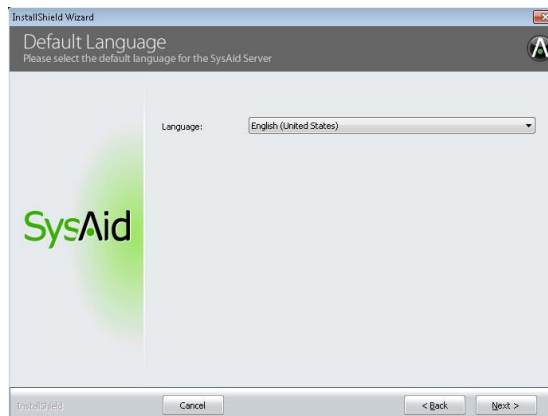 InstallShield Wizard
Default Language
Please select the default language for the SysAid Server
Language: English (United States)
SysAid
InstallShield
Cancel < Back Next >